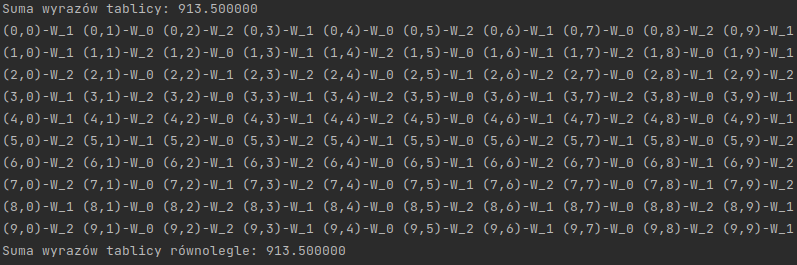 Suma wyrazów tablicy: 913.500000
(0,0)-W_1 (0,1)-W_0 (0,2)-W_2 (0,3)-W_1 (0,4)-W_0 (0,5)-W_2 (0,6)-W_1 (0,7)-W_0 (0,8)-W_2 (0,9)-W_1
(1,0)-W_1 (1,1)-W_2 (1,2)-W_0 (1,3)-W_1 (1,4)-W_2 (1,5)-W_0 (1,6)-W_1 (1,7)-W_2 (1,8)-W_0 (1,9)-W_1
(2,0)-W_2 (2,1)-W_0 (2,2)-W_1 (2,3)-W_2 (2,4)-W_0 (2,5)-W_1 (2,6)-W_2 (2,7)-W_0 (2,8)-W_1 (2,9)-W_2
(3,0)-W_1 (3,1)-W_2 (3,2)-W_0 (3,3)-W_1 (3,4)-W_2 (3,5)-W_0 (3,6)-W_1 (3,7)-W_2 (3,8)-W_0 (3,9)-W_1
(4,0)-W_1 (4,1)-W_0 (4,2)-W_2 (4,3)-W_1 (4,4)-W_2 (4,5)-W_0 (4,6)-W_1 (4,7)-W_2 (4,8)-W_0 (4,9)-W_1
(5,0)-W_2 (5,1)-W_1 (5,2)-W_0 (5,3)-W_2 (5,4)-W_1 (5,5)-W_0 (5,6)-W_2 (5,7)-W_1 (5,8)-W_0 (5,9)-W_2
(6,0)-W_2 (6,1)-W_0 (6,2)-W_1 (6,3)-W_2 (6,4)-W_0 (6,5)-W_1 (6,6)-W_2 (6,7)-W_0 (6,8)-W_1 (6,9)-W_2
(7,0)-W_2 (7,1)-W_0 (7,2)-W_1 (7,3)-W_2 (7,4)-W_0 (7,5)-W_1 (7,6)-W_2 (7,7)-W_0 (7,8)-W_1 (7,9)-W_2
(8,0)-W_1 (8,1)-W_0 (8,2)-W_2 (8,3)-W_1 (8,4)-W_0 (8,5)-W_2 (8,6)-W_1 (8,7)-W_0 (8,8)-W_2 (8,9)-W_1
(9,0)-W_2 (9,1)-W_0 (9,2)-W_1 (9,3)-W_1 (9,4)-W_0 (9,5)-W_2 (9,6)-W_1 (9,7)-W_0 (9,8)-W_2 (9,9)-W_1
Suma wyrazów tablicy równolegle: 913.500000